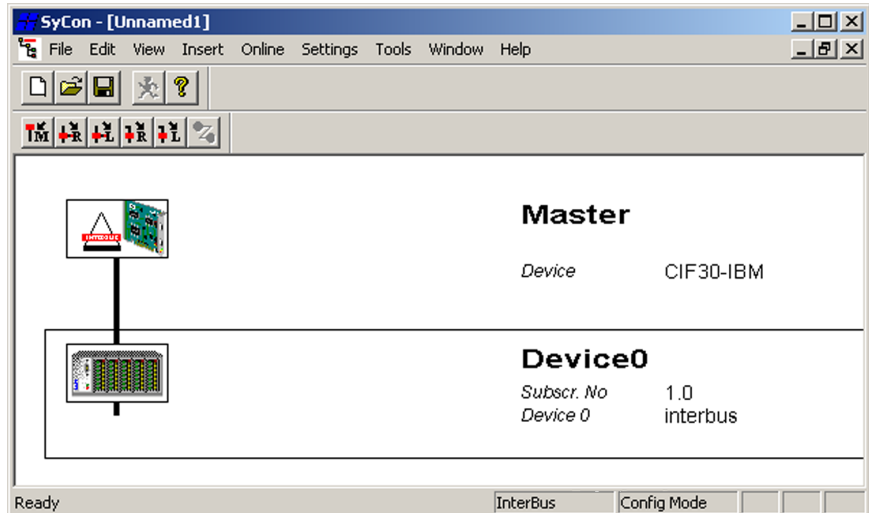 SyCon - [Unnamed1]
File Edit View Insert Online Settings Tools Window Help
M R L R L
Master
INTERBUS
Device CIF30-IBM
Device0
Subscr. No 1.0
Device 0 interbus
Ready InterBus Config Mode